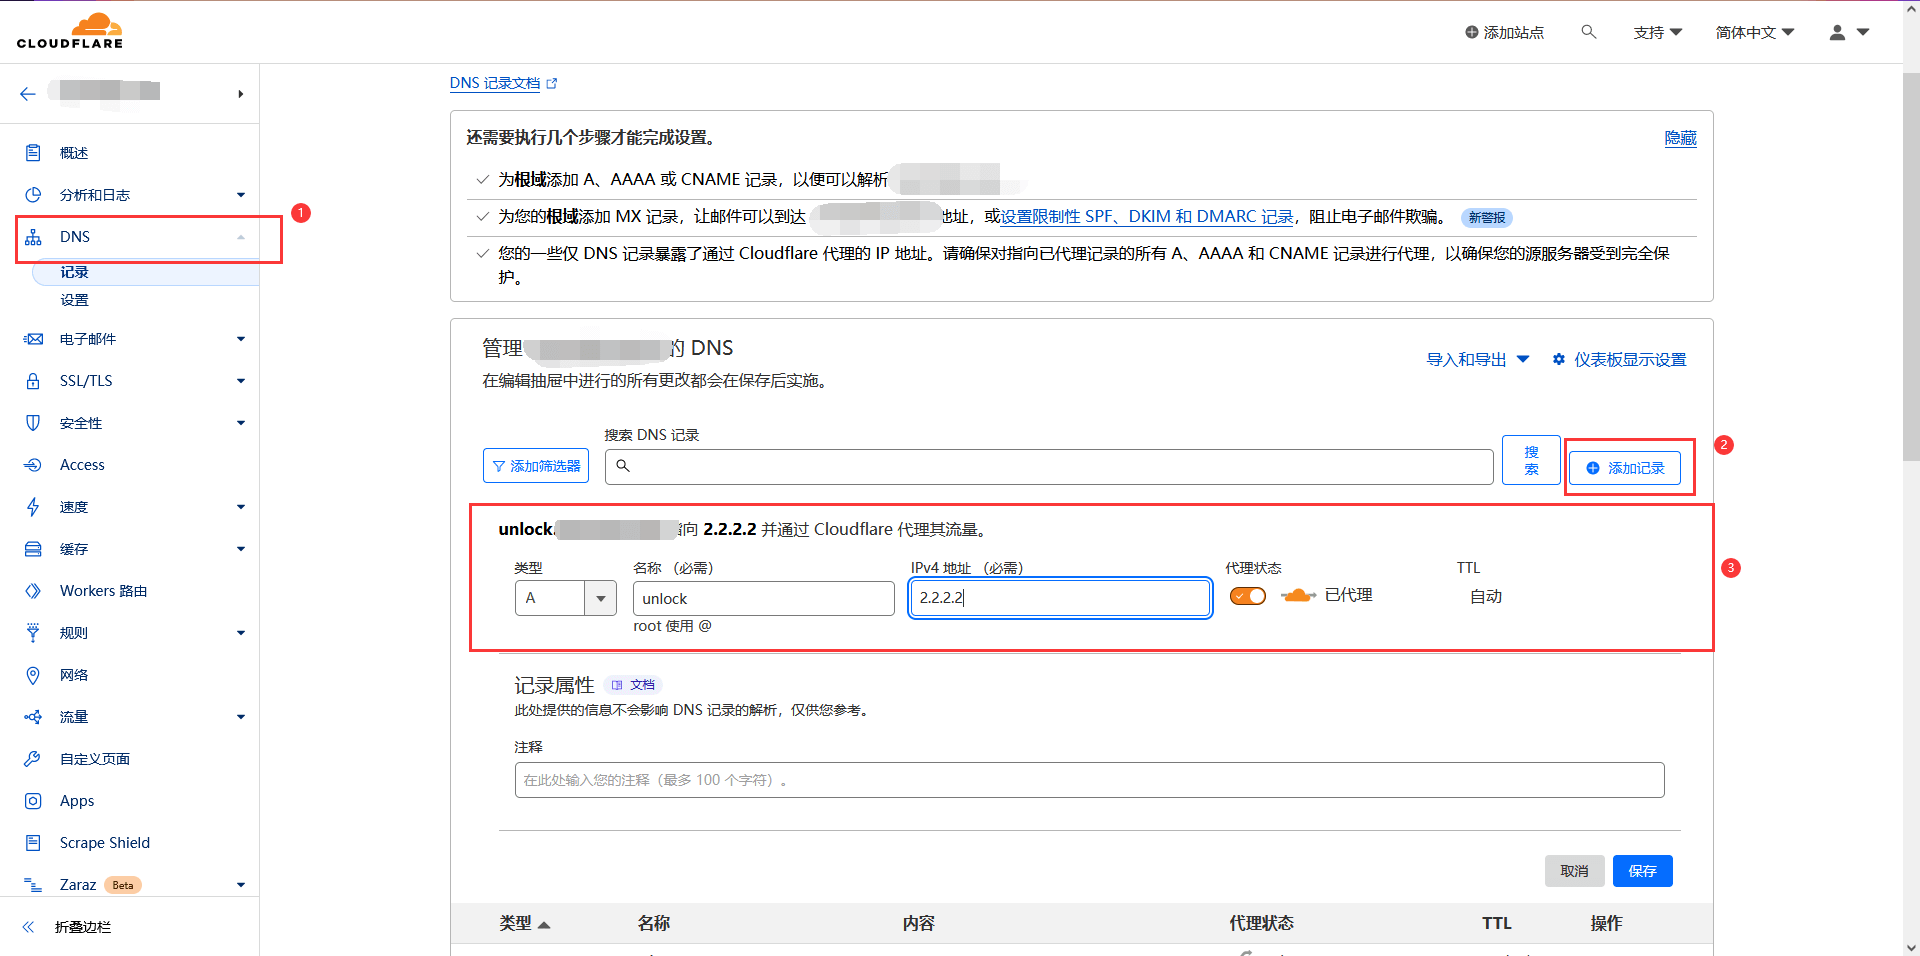 CLOUDFLARE
添加站点
支持
简体中文
概述
分析和日志
1
DNS
记录
设置
电子邮件
SSL/TLS
安全性
Access
速度
缓存
Workers 路由
规则
网络
流量
自定义页面
Apps
Scrape Shield
Zaraz Beta
折叠边栏
DNS 记录文档
还需要执行几个步骤才能完成设置。
隐藏
为根域添加 A、AAAA 或 CNAME 记录，以便可以解析
为您的根域添加 MX 记录，让邮件可以到达 地址，或设置限制性 SPF、DKIM 和 DMARC 记录，阻止电子邮件欺骗。 新警报
您的一些仅 DNS 记录暴露了通过 Cloudflare 代理的 IP 地址。请确保对指向已代理记录的所有 A、AAAA 和 CNAME 记录进行代理，以确保您的源服务器受到完全保
护。
管理 的 DNS
导入和导出
仪表板显示设置
在编辑抽屉中进行的所有更改都会在保存后实施。
搜索 DNS 记录
添加筛选器
搜
索
添加记录
2
unlock. 指向 2.2.2.2 并通过 Cloudflare 代理其流量。
3
类型 名称 （必需） IPv4 地址 （必需） 代理状态 TTL
A unlock 2.2.2.2 已代理 自动
root 使用 @
记录属性 文档
此处提供的信息不会影响 DNS 记录的解析，仅供您参考。
注释
在此处输入您的注释（最多 100 个字符）。
取消 保存
类型 名称 内容 代理状态 TTL 操作